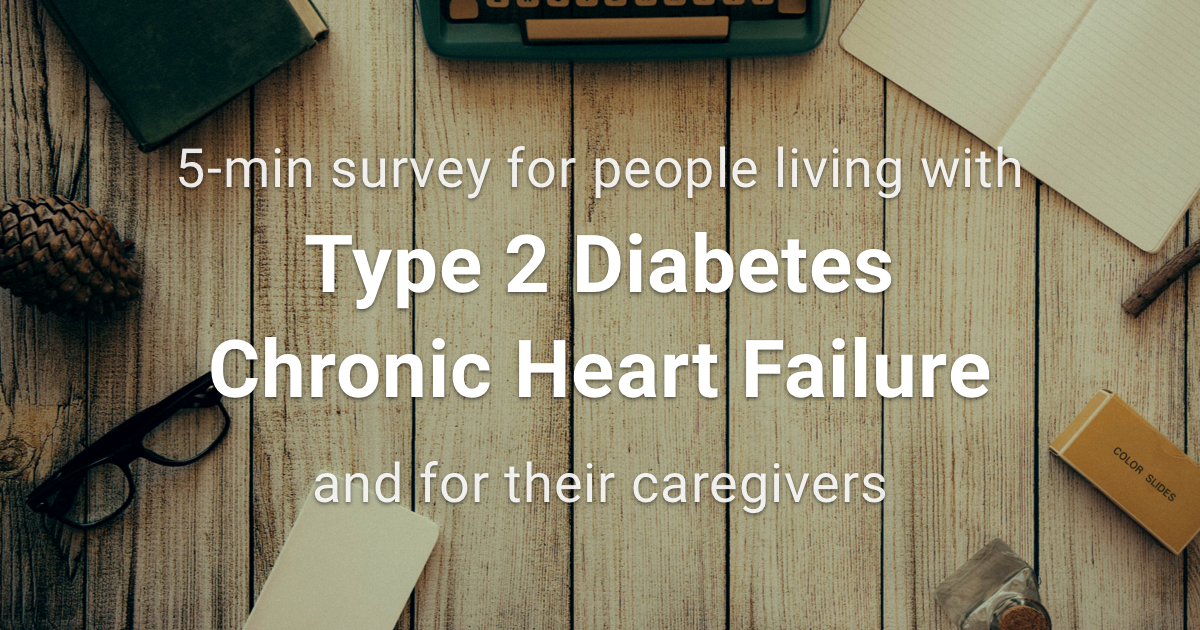 5-min survey for people living with
Type 2 Diabetes
Chronic Heart Failure
and for their caregivers
COLOR SLIDES